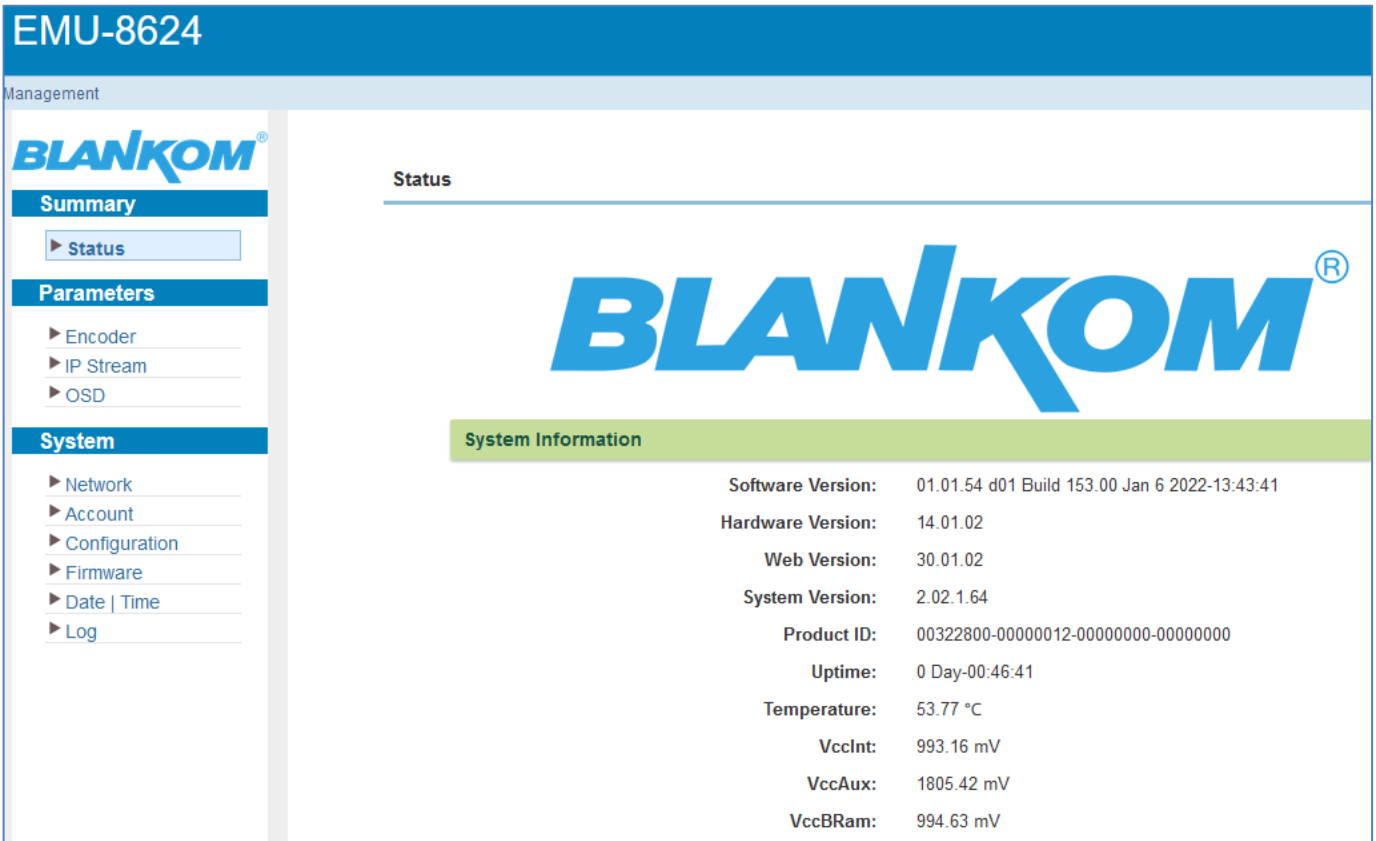 EMU-8624
Management
BLANKOM®
Summary
Status
Parameters
Encoder
IP Stream
OSD
System
Network
Account
Configuration
Firmware
Date | Time
Log
Status
BLANKOM®
System Information
Software Version: 01.01.54 d01 Build 153.00 Jan 6 2022-13:43:41
Hardware Version: 14.01.02
Web Version: 30.01.02
System Version: 2.02.1.64
Product ID: 00322800-00000012-00000000-00000000
Uptime: 0 Day-00:46:41
Temperature: 53.77 °C
VccInt: 993.16 mV
VccAux: 1805.42 mV
VccBRam: 994.63 mV